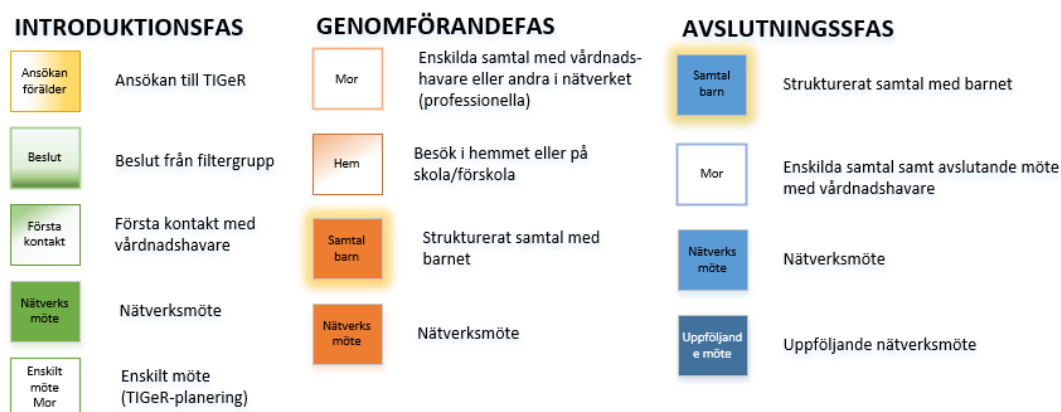 INTRODUKTIONSFAS
Ansökan
förälder
Ansökan till TIGeR
Beslut
Beslut från filtergrupp
Första
kontakt
Första kontakt med
vårdnadshavare
Nätverks
möte
Nätverksmöte
Enskilt
möte
Mor
Enskilt möte
(TIGeR-planering)
GENOMFÖRANDEFAS
Mor
Enskilda samtal med vårdnads-
havare eller andra i nätverket
(professionella)
Hem
Besök i hemmet eller på
skola/förskola
Samtal
barn
Strukturerat samtal med
barnet
Nätverks
möte
Nätverksmöte
AVSLUTNINGSSFAS
Samtal
barn
Strukturerat samtal med barnet
Mor
Enskilda samtal samt avslutande möte
med vårdnadshavare
Nätverks
möte
Nätverksmöte
Uppföljand
e möte
Uppföljande nätverksmöte